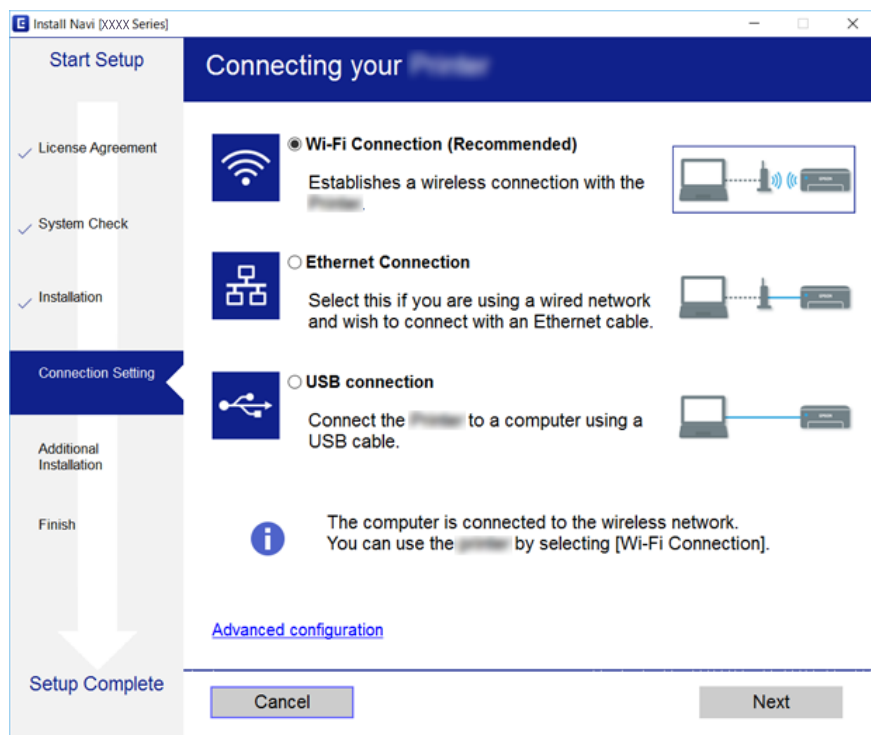 E Install Navi [XXXX Series]
Start Setup
License Agreement
System Check
Installation
Connection Setting
Additional
Installation
Finish
Setup Complete
Connecting your
Wi-Fi Connection (Recommended)
Establishes a wireless connection with the
.
EPSON
Ethernet Connection
Select this if you are using a wired network
and wish to connect with an Ethernet cable.
EPSON
USB connection
Connect the to a computer using a
USB cable.
EPSON
i
The computer is connected to the wireless network.
You can use the by selecting [Wi-Fi Connection].
Advanced configuration
Cancel
Next